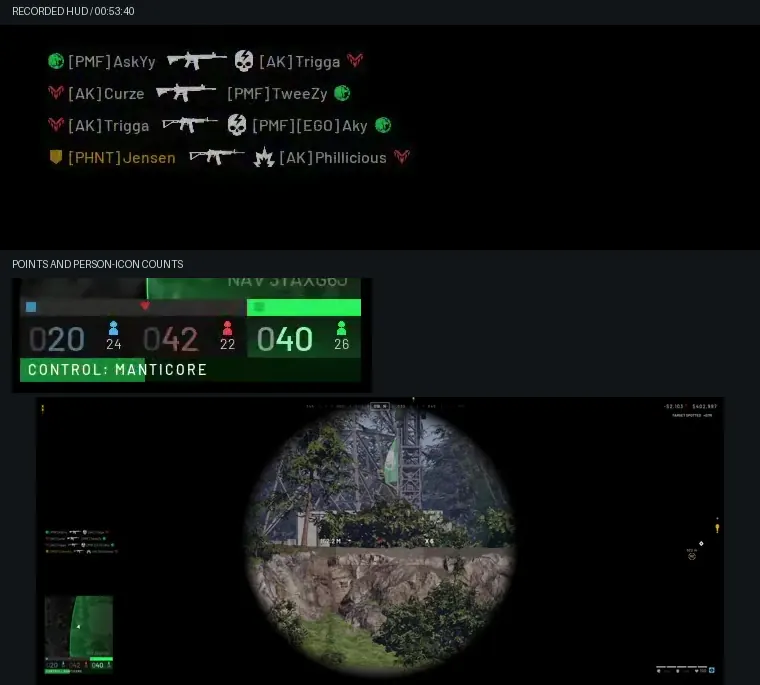 RECORDED HUD / 00:53:40
[PMF]AskYy [AK]Trigga
[AK]Curze [PMF]TweeZy
[AK]Trigga [PMF][EGO]Aky
[PHNT]Jensen [AK]Phillicious
POINTS AND PERSON-ICON COUNTS
020 24 042 22 040 26
CONTROL: MANTICORE
X6